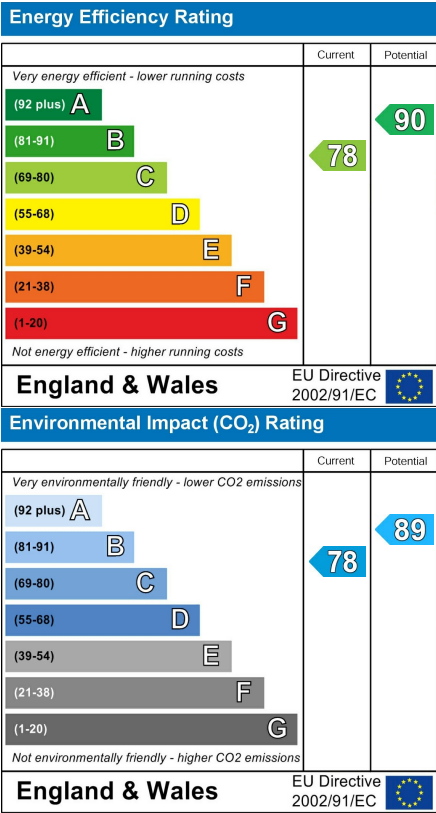 Energy Efficiency Rating
Current Potential
Very energy efficient - lower running costs
(92 plus) A
(81-91) B
(69-80) C
(55-68) D
(39-54) E
(21-38) F
(1-20) G
78
90
Not energy efficient - higher running costs
England & Wales
EU Directive
2002/91/EC
Environmental Impact (CO₂) Rating
Current Potential
Very environmentally friendly - lower CO2 emissions
(92 plus) A
(81-91) B
(69-80) C
(55-68) D
(39-54) E
(21-38) F
(1-20) G
78
89
Not environmentally friendly - higher CO2 emissions
England & Wales
EU Directive
2002/91/EC